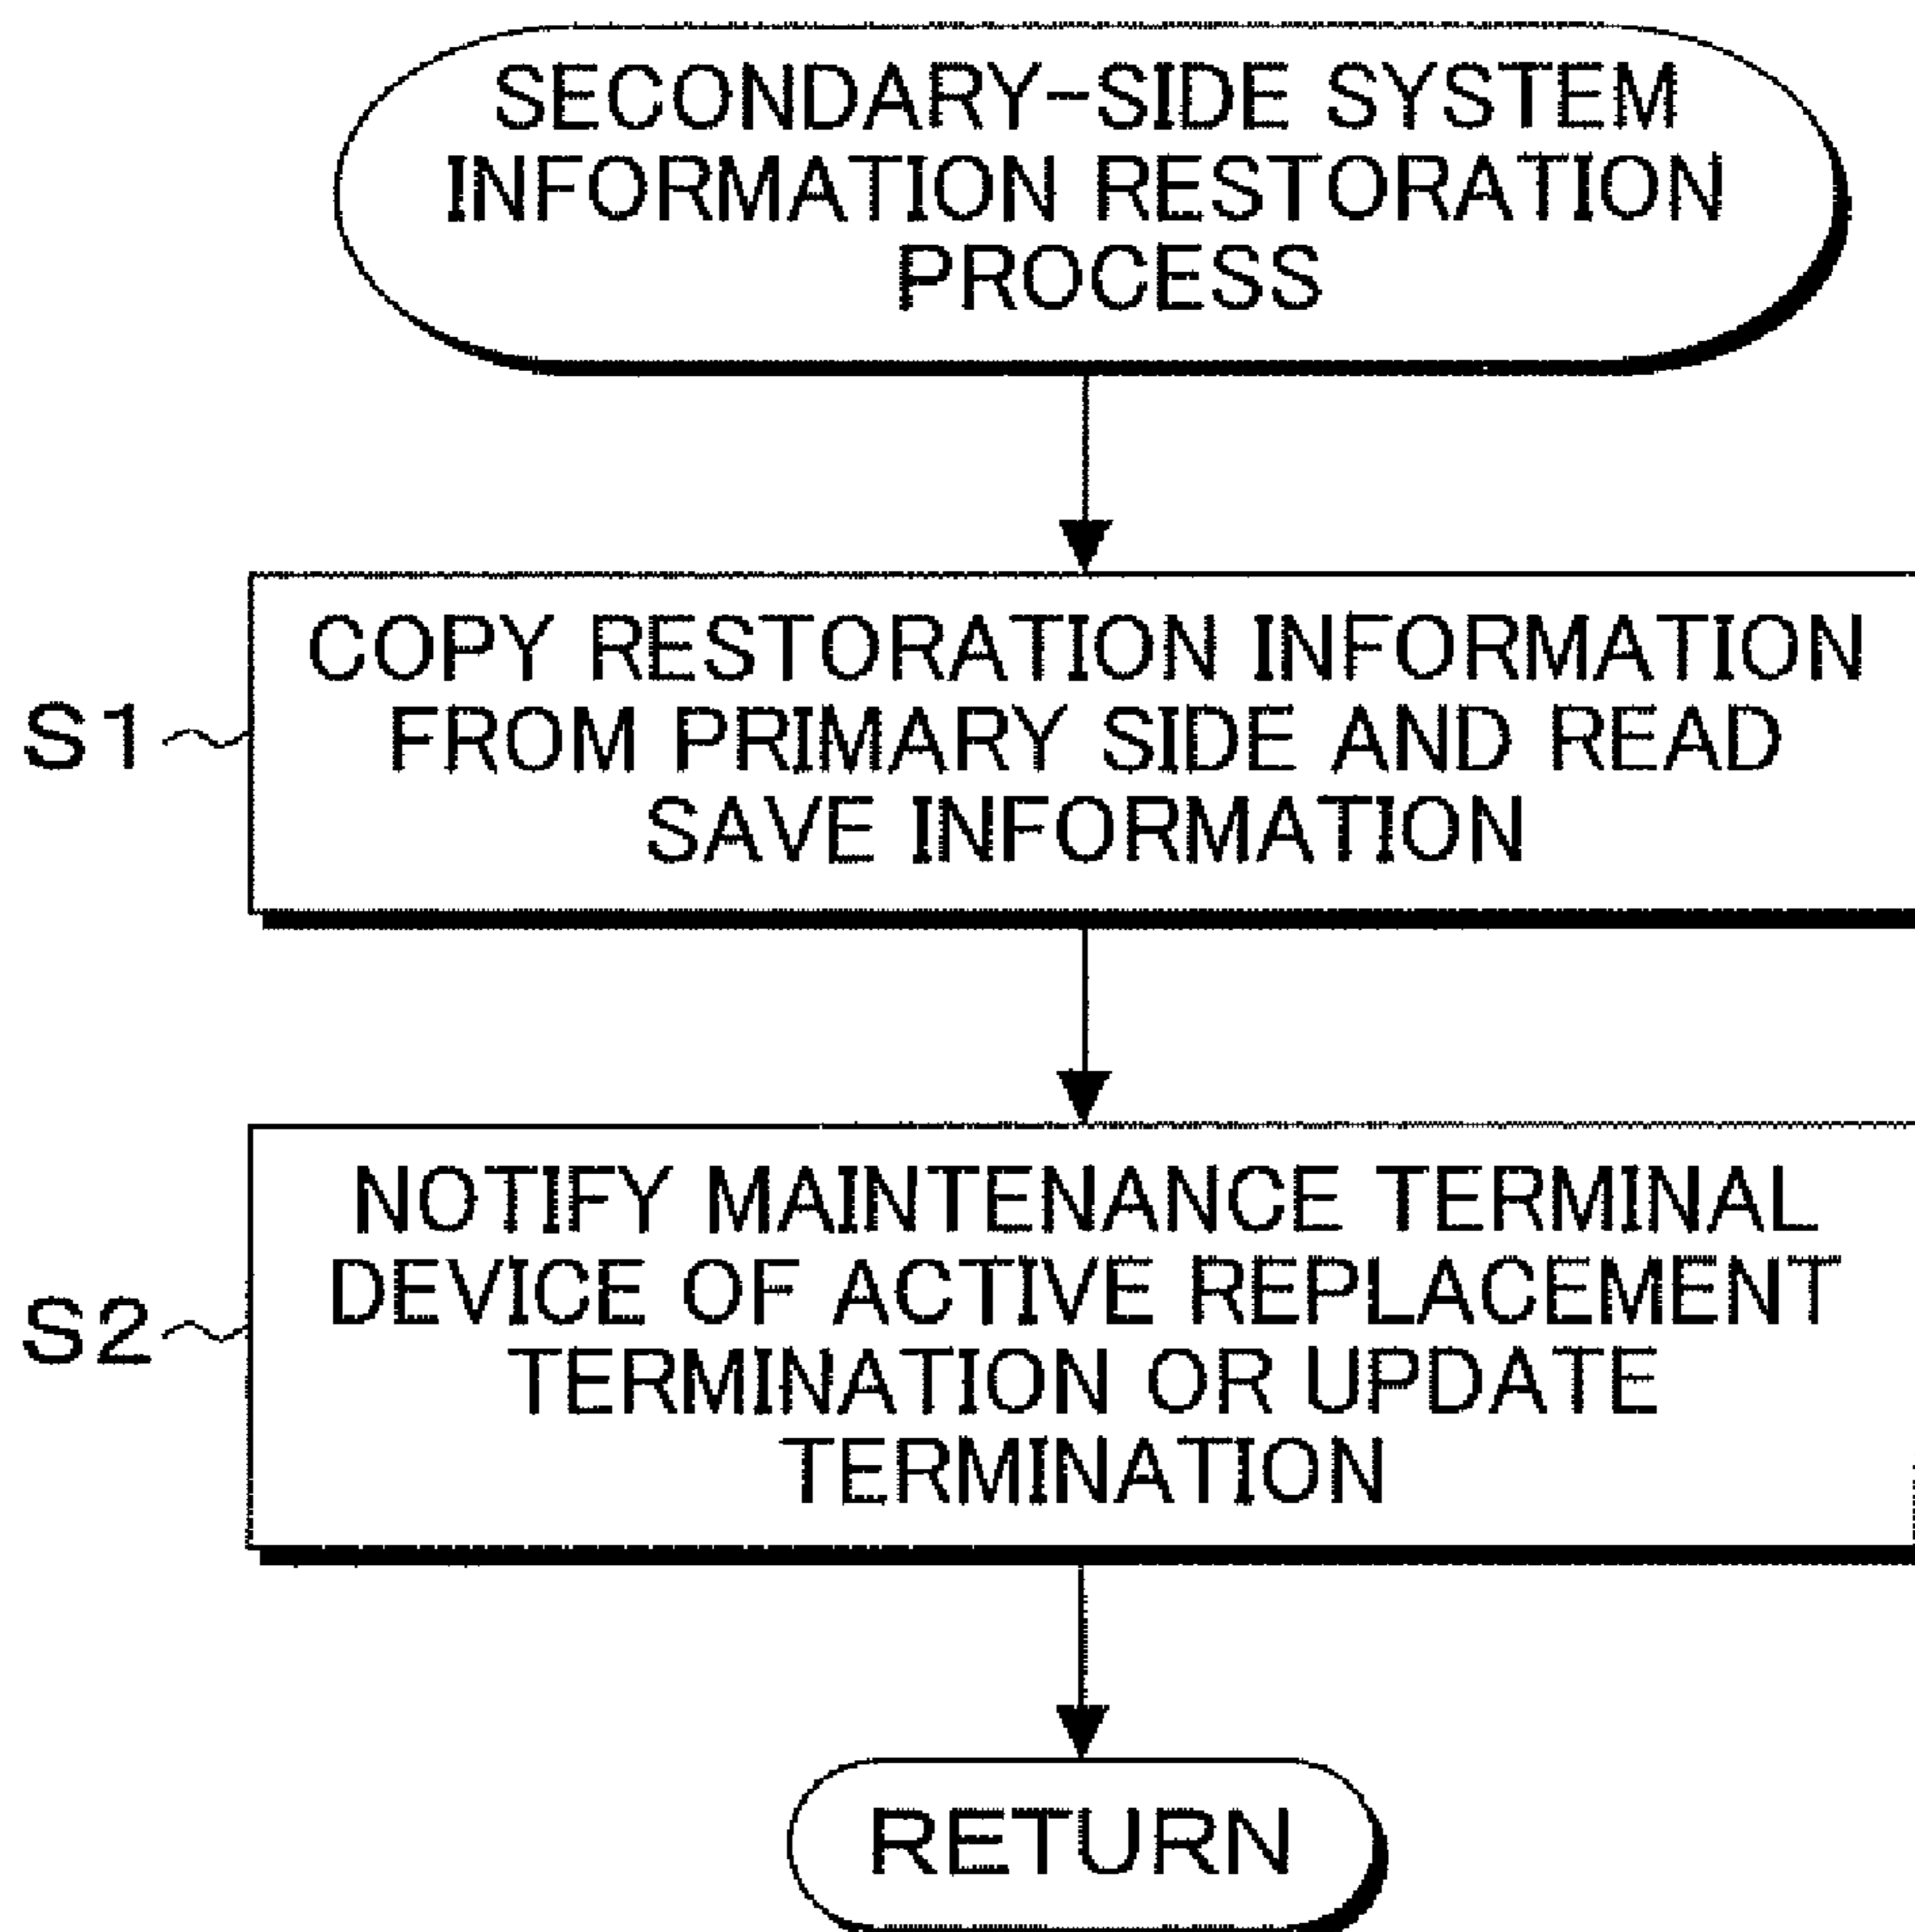 SECONDARY-SIDE SYSTEM
INFORMATION RESTORATION
PROCESS
S1
COPY RESTORATION INFORMATION
FROM PRIMARY SIDE AND READ
SAVE INFORMATION
S2
NOTIFY MAINTENANCE TERMINAL
DEVICE OF ACTIVE REPLACEMENT
TERMINATION OR UPDATE
TERMINATION
RETURN